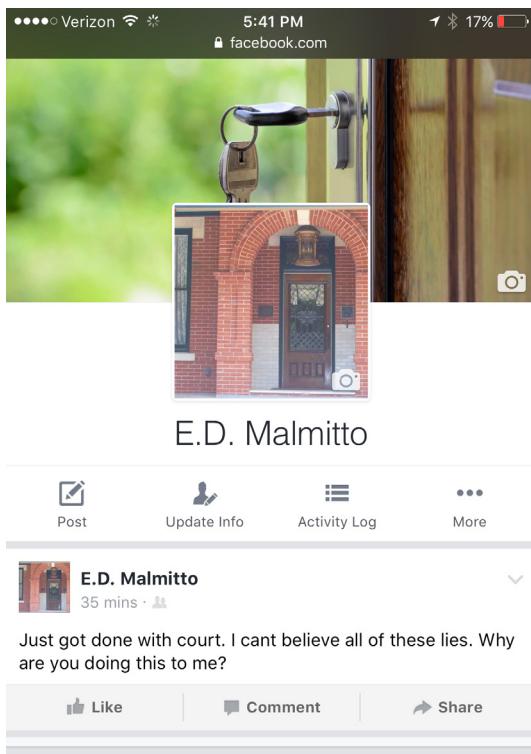 Verizon 5:41 PM 17%
facebook.com
E.D. Malmitto
Post Update Info Activity Log More
E.D. Malmitto
35 mins ·
Just got done with court. I cant believe all of these lies. Why
are you doing this to me?
Like Comment Share